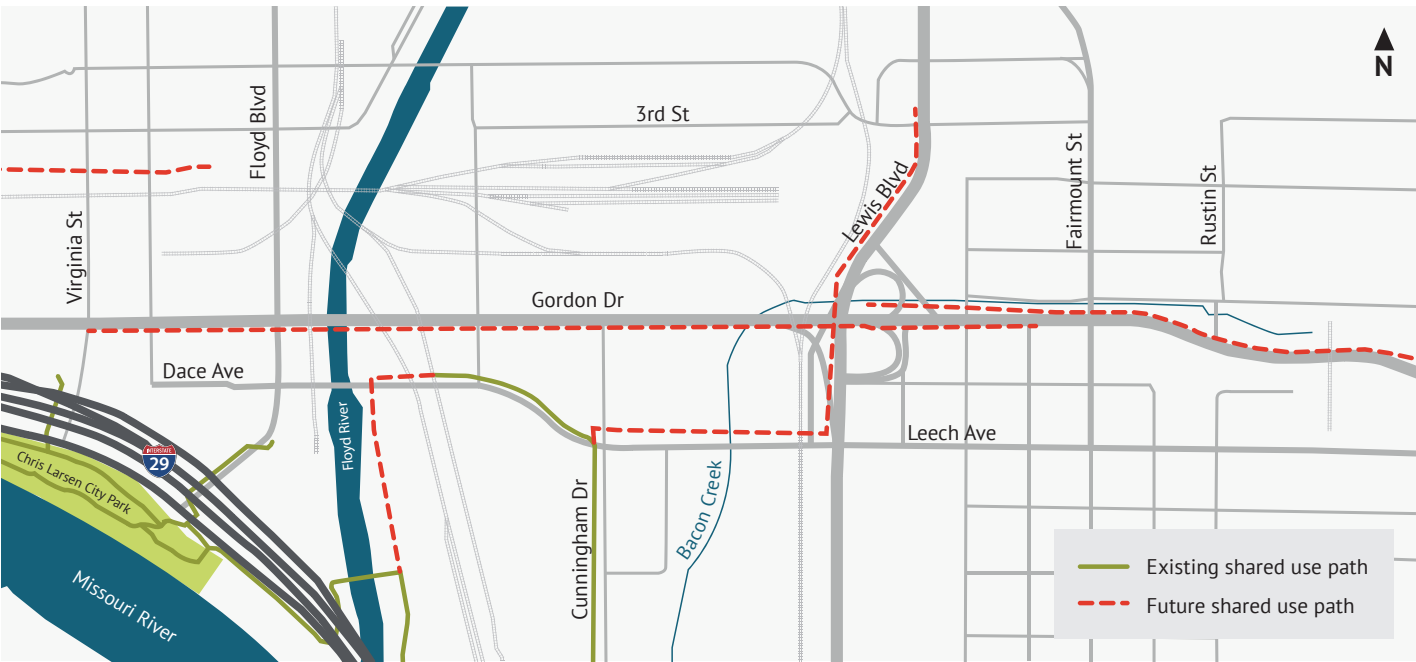 N
3rd St
Floyd Blvd
Virginia St
Lewis Blvd
Fairmount St
Rustin St
Gordon Dr
Dace Ave
Floyd River
Leech Ave
INTERSTATE
29
Chris Larsen City Park
Missouri River
Cunningham Dr
Bacon Creek
Existing shared use path
Future shared use path